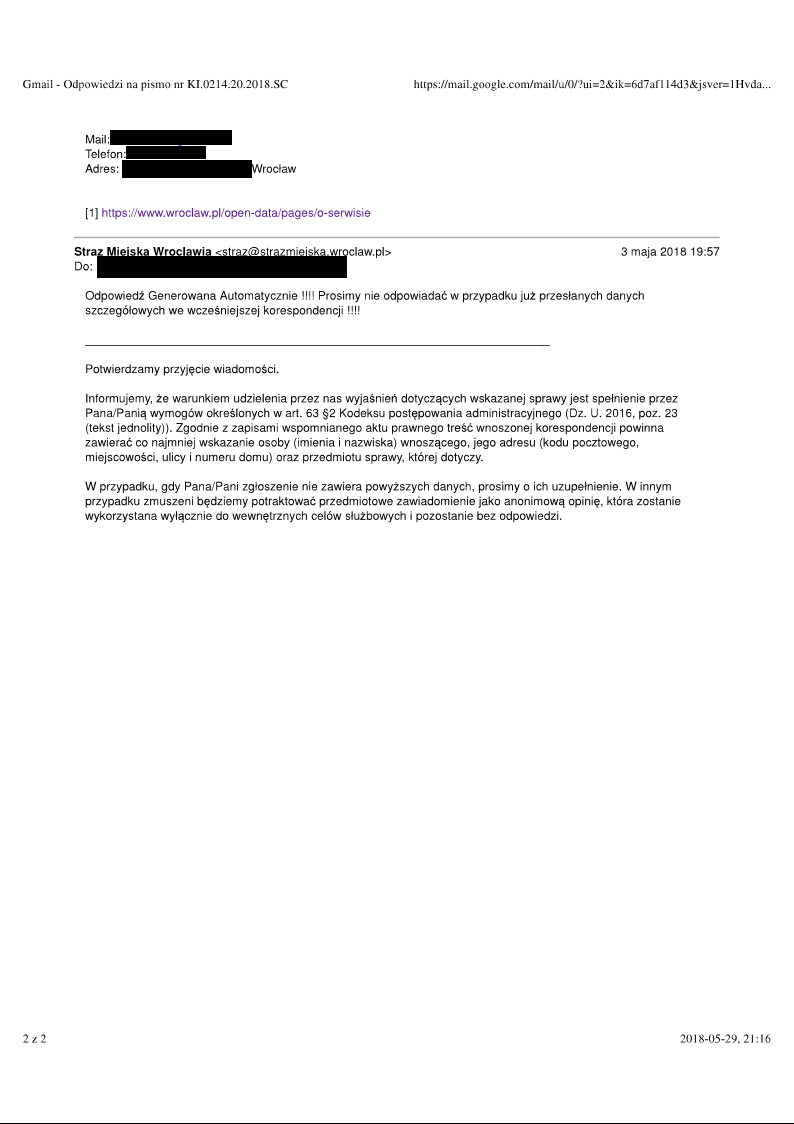 Gmail - Odpowiedzi na pismo nr KI.0214.20.2018.SC https://mail.google.com/mail/u/0/?ui=2&ik=6d7af114d3&jsver=1Hvda...
Mail:
Telefon:
Adres: Wrocław
[1] https://www.wroclaw.pl/open-data/pages/o-serwisie
Straz Miejska Wroclawia <straz@strazmiejska.wroclaw.pl> 3 maja 2018 19:57
Do:
Odpowiedź Generowana Automatycznie !!!! Prosimy nie odpowiadać w przypadku już przesłanych danych
szczegółowych we wcześniejszej korespondencji !!!!
Potwierdzamy przyjęcie wiadomości.
Informujemy, że warunkiem udzielenia przez nas wyjaśnień dotyczących wskazanej sprawy jest spełnienie przez
Pana/Panią wymogów określonych w art. 63 §2 Kodeksu postępowania administracyjnego (Dz. U. 2016, poz. 23
(tekst jednolity)). Zgodnie z zapisami wspomnianego aktu prawnego treść wnoszonej korespondencji powinna
zawierać co najmniej wskazanie osoby (imienia i nazwiska) wnoszącego, jego adresu (kodu pocztowego,
miejscowości, ulicy i numeru domu) oraz przedmiotu sprawy, której dotyczy.
W przypadku, gdy Pana/Pani zgłoszenie nie zawiera powyższych danych, prosimy o ich uzupełnienie. W innym
przypadku zmuszeni będziemy potraktować przedmiotowe zawiadomienie jako anonimową opinię, która zostanie
wykorzystana wyłącznie do wewnętrznych celów służbowych i pozostanie bez odpowiedzi.
2 z 2 2018-05-29, 21:16